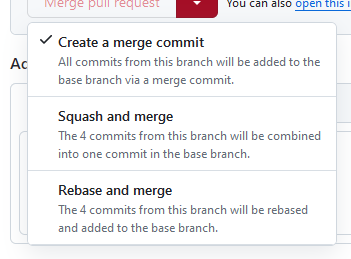 Merge pull request
You can also open this i
Create a merge commit
All commits from this branch will be added to the
base branch via a merge commit.
Ad
Squash and merge
The 4 commits from this branch will be combined
into one commit in the base branch.
Rebase and merge
The 4 commits from this branch will be rebased
and added to the base branch.